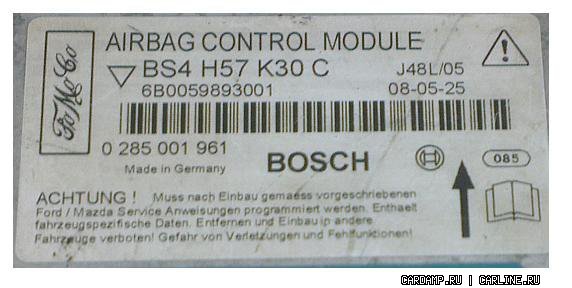 AIRBAG CONTROL MODULE
FoMoCo
BS4 H57 K30 C J48L/05
6B0059893001 08-05-25
0 285 001 961
Made in Germany BOSCH 085
ACHTUNG ! Muss nach Einbau gemaess vorgeschriebenen
Ford / Mazda Service Anweisungen programmiert werden. Enthaelt
fahrzeugspezifische Daten. Entfernen und Einbau in andere
Fahrzeuge verboten! Gefahr von Verletzungen und Fehlfunktionen.
CARDAMP.RU | CARLINE.RU